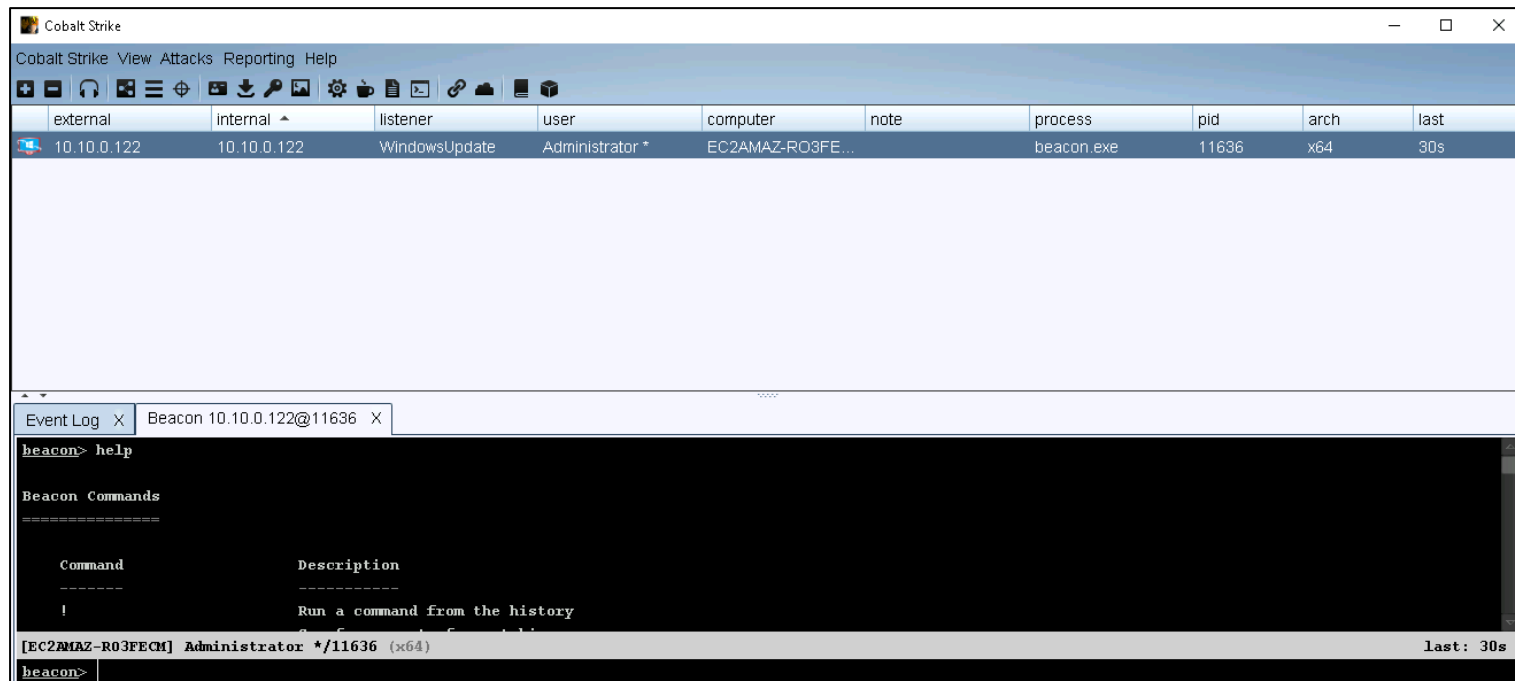 Cobalt Strike
Cobalt Strike View Attacks Reporting Help
external internal listener user computer note process pid arch last
10.10.0.122 10.10.0.122 WindowsUpdate Administrator * EC2AMAZ-RO3FE... beacon.exe 11636 x64 30s
Event Log X Beacon 10.10.0.122@11636 X
beacon> help
Beacon Commands
===============
Command Description
------- -----------
! Run a command from the history
[EC2AMAZ-RO3FECM] Administrator */11636 (x64) last: 30s
beacon>